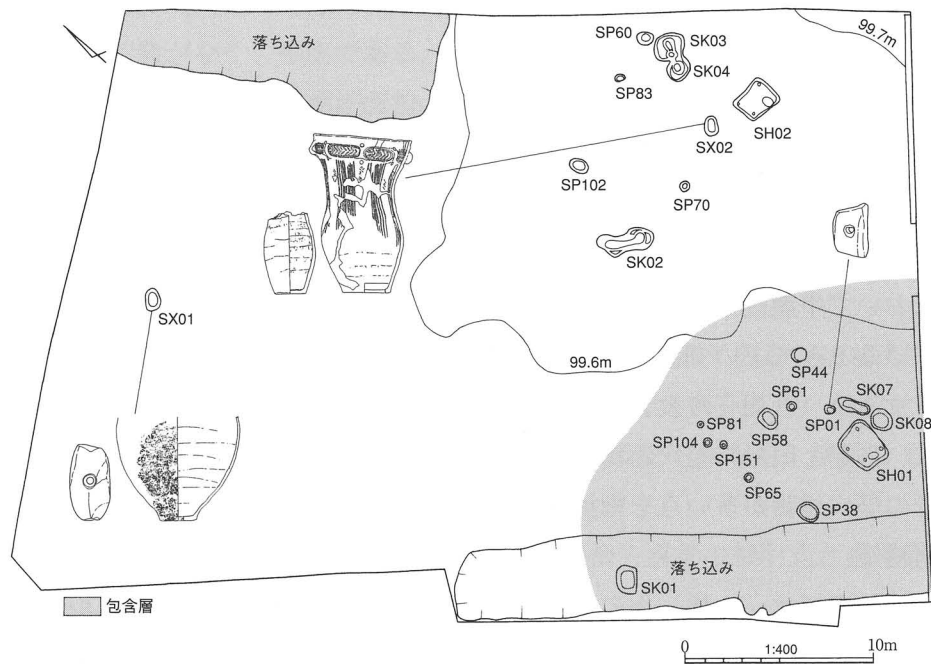 落ち込み
99.7m
SP60
SK03
SK04
SP83
SH02
SX02
SP102
SP70
SK02
SX01
99.6m
SP44
SP61
SK07
SP01
SK08
SP81
SP58
SP104
SP151
SH01
SP65
SP38
落ち込み
SK01
包含層
0
1:400
10m